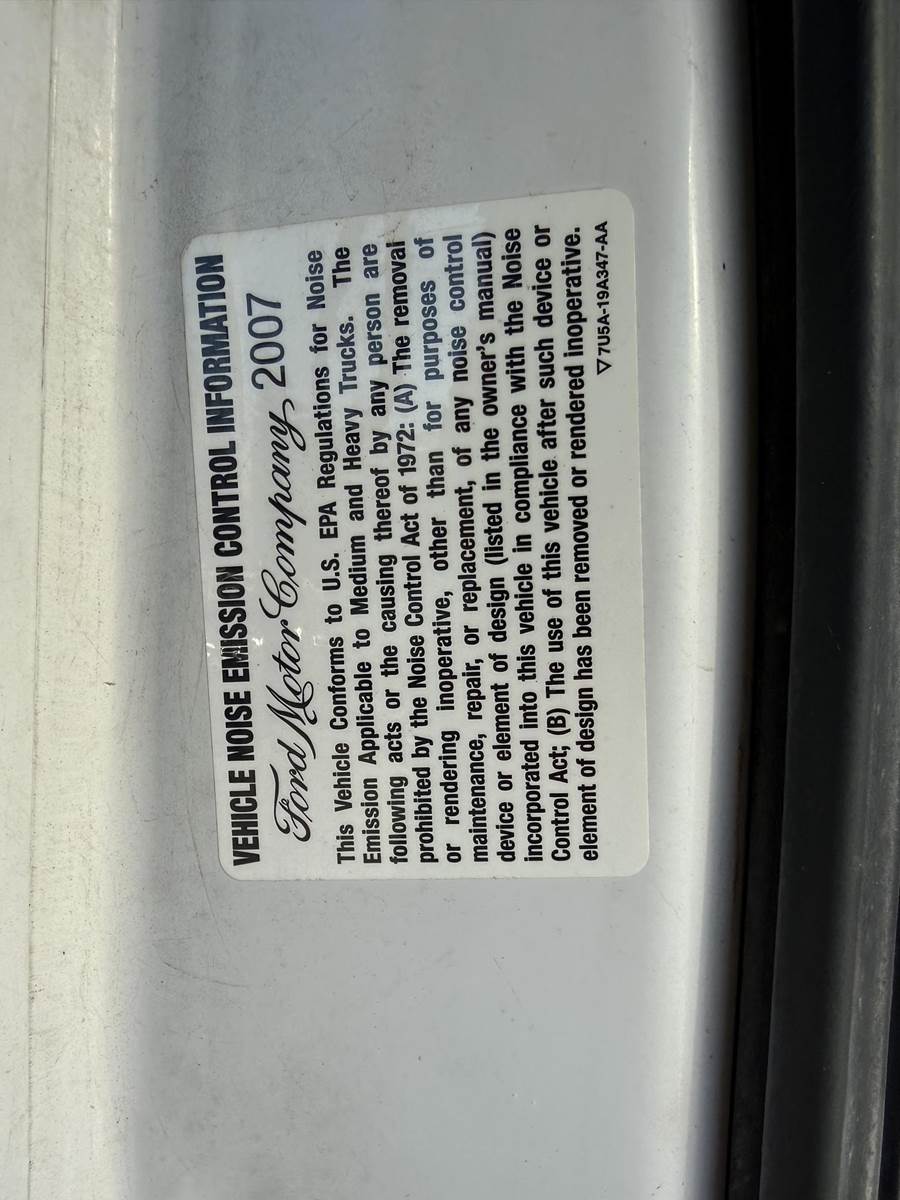 VEHICLE NOISE EMISSION CONTROL INFORMATION
Ford Motor Company, 2007
This Vehicle Conforms to U.S. EPA Regulations for Noise
Emission Applicable to Medium and Heavy Trucks. The
following acts or the causing thereof by any person are
prohibited by the Noise Control Act of 1972: (A) The removal
or rendering inoperative, other than for purposes of
maintenance, repair, or replacement, of any noise control
device or element of design (listed in the owner's manual)
incorporated into this vehicle in compliance with the Noise
Control Act; (B) The use of this vehicle after such device or
element of design has been removed or rendered inoperative.
▽7U5A-19A347-AA